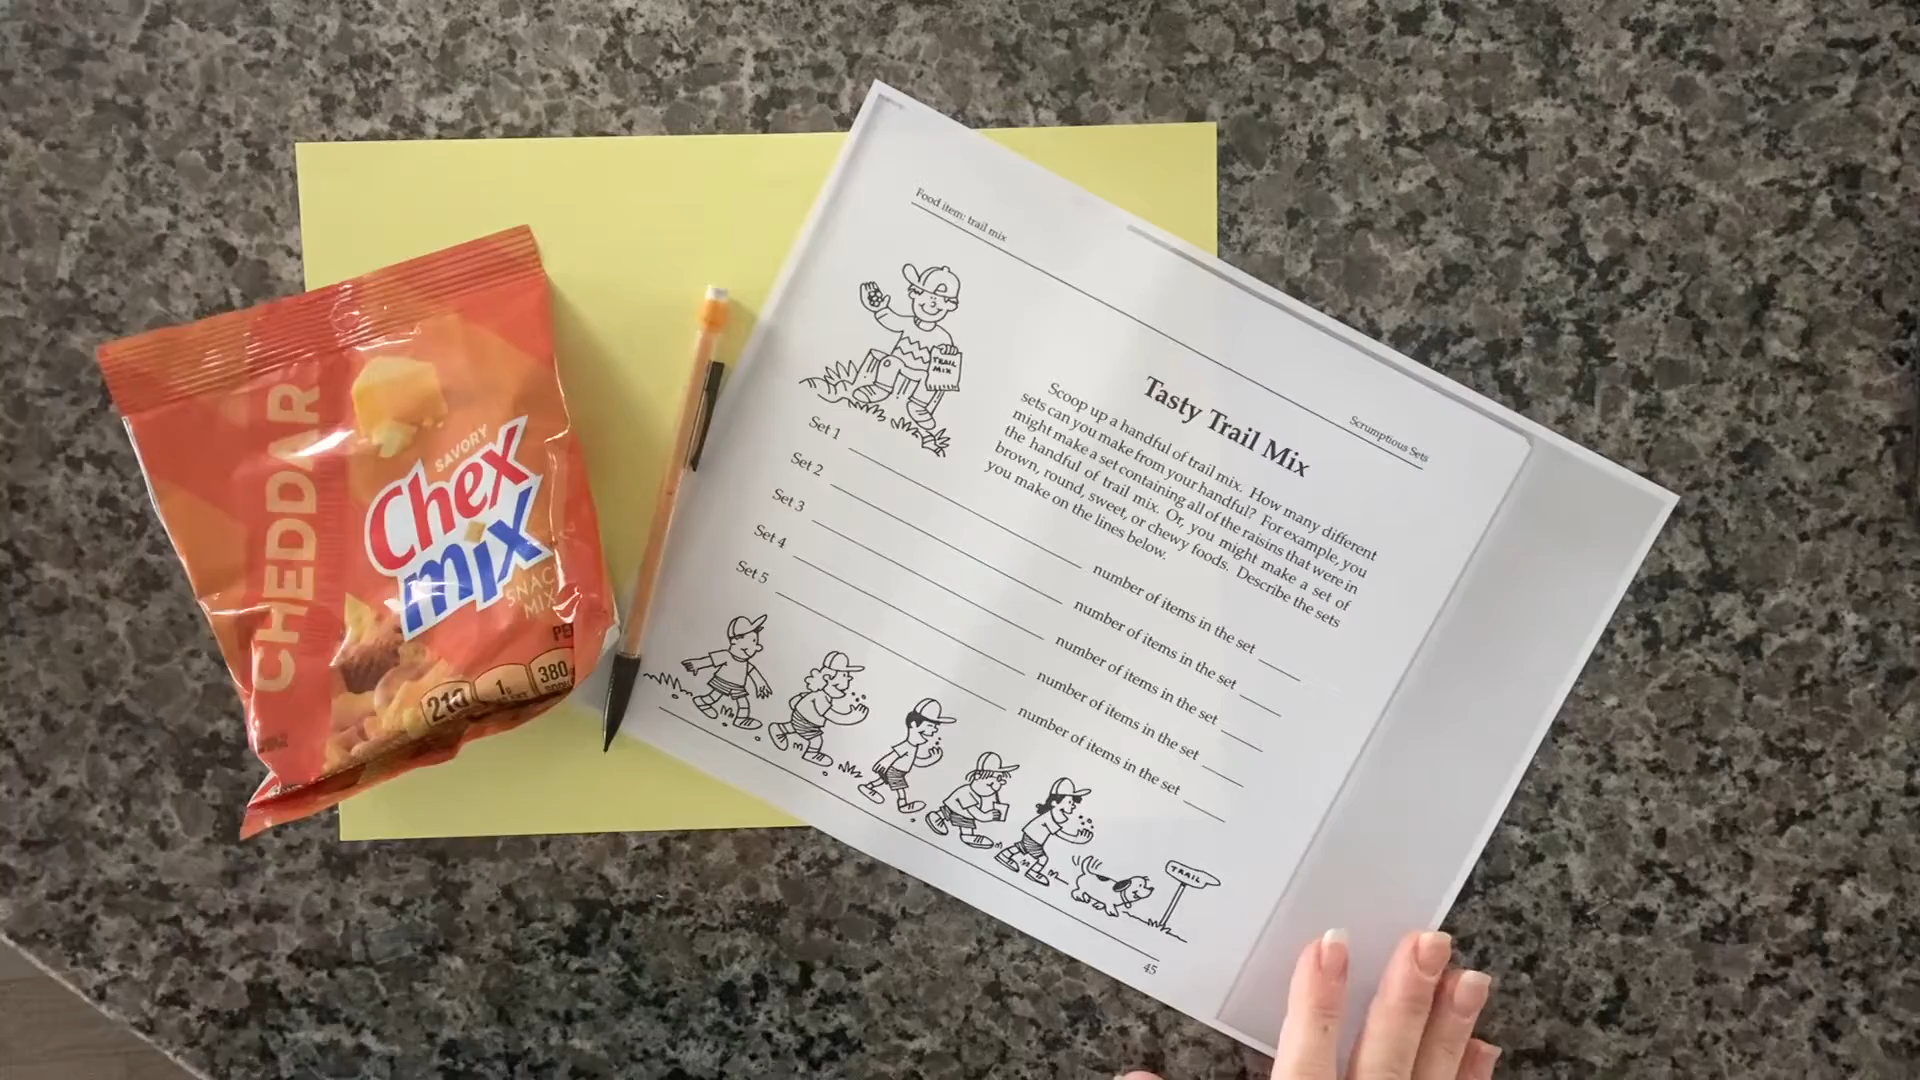 CHEDDAR
SAVORY
Chex
mix
SNACK
MIX
210
1g
380
Food item: trail mix
Scrumptious Sets
TRAIL
MIX
Tasty Trail Mix
Scoop up a handful of trail mix. How many different
sets can you make from your handful? For example, you
might make a set containing all of the raisins that were in
the handful of trail mix. Or, you might make a set of
brown, round, sweet, or chewy foods. Describe the sets
you make on the lines below.
Set 1 number of items in the set
Set 2 number of items in the set
Set 3 number of items in the set
Set 4 number of items in the set
Set 5 number of items in the set
TRAIL
45